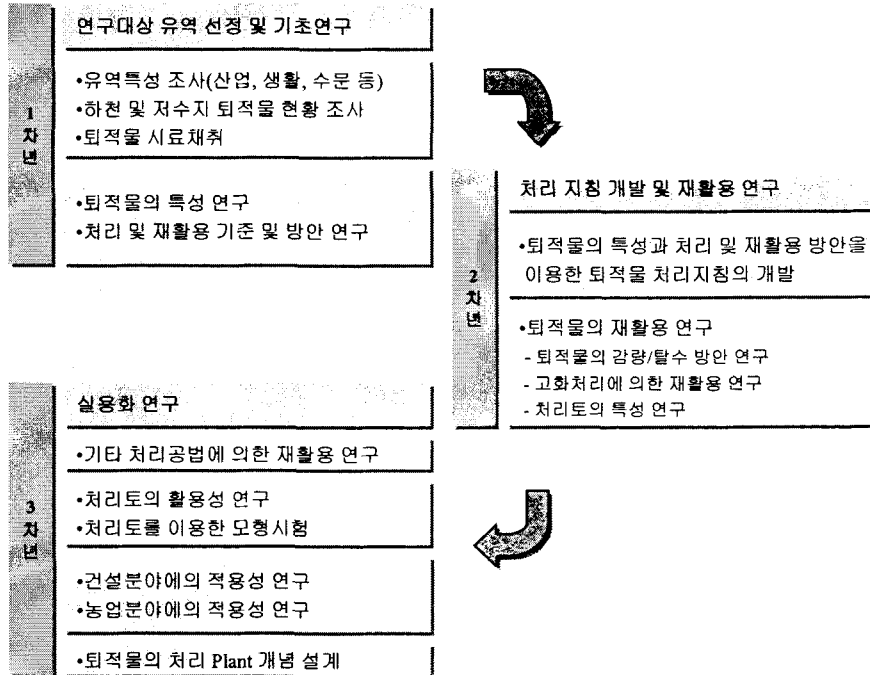 연구대상 유역 선정 및 기초연구
1
차
년
•유역특성 조사(산업, 생활, 수문 등)
•하천 및 저수지 퇴적물 현황 조사
•퇴적물 시료채취
•퇴적물의 특성 연구
•처리 및 재활용 기준 및 방안 연구
처리 지침 개발 및 재활용 연구
2
차
년
•퇴적물의 특성과 처리 및 재활용 방안을
이용한 퇴적물 처리지침의 개발
•퇴적물의 재활용 연구
- 퇴적물의 감량/탈수 방안 연구
- 고화처리에 의한 재활용 연구
- 처리토의 특성 연구
실용화 연구
3
차
년
•기타 처리공법에 의한 재활용 연구
•처리토의 활용성 연구
•처리토를 이용한 모형시험
•건설분야에의 적용성 연구
•농업분야에의 적용성 연구
•퇴적물의 처리 Plant 개념 설계